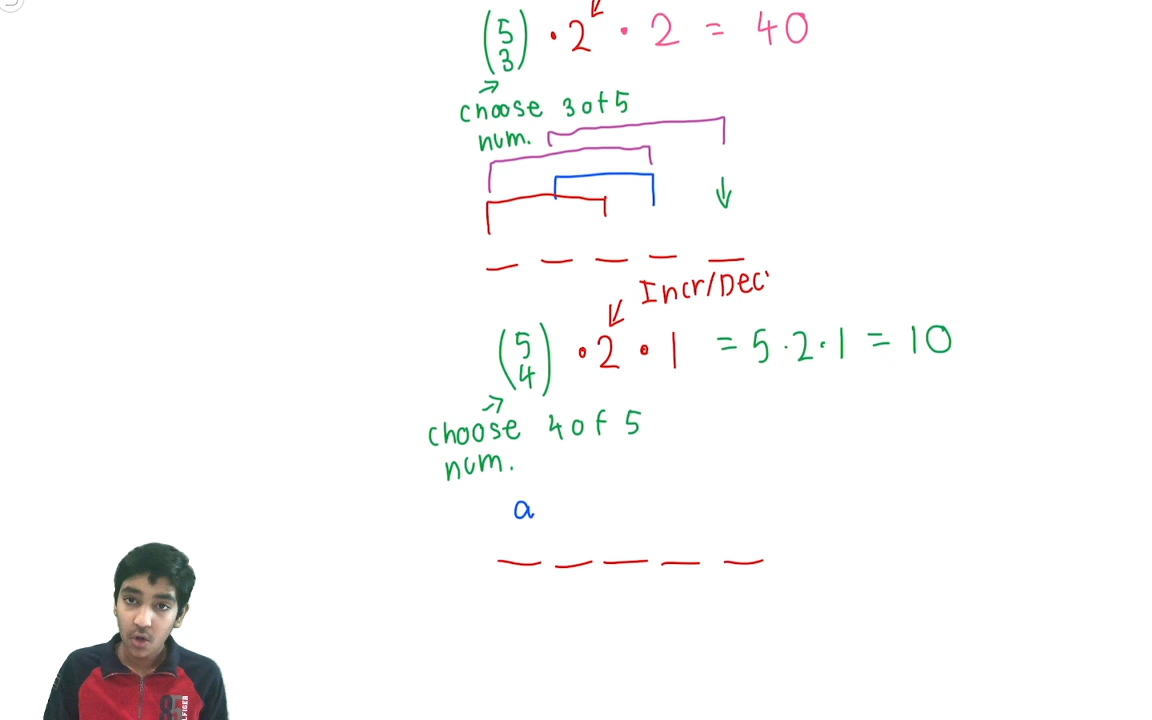 (5 3) · 2 · 2 = 40
choose 3 of 5
num.
Incr/Dec'
(5 4) · 2 · 1 = 5 · 2 · 1 = 10
choose 4 of 5
num.
a